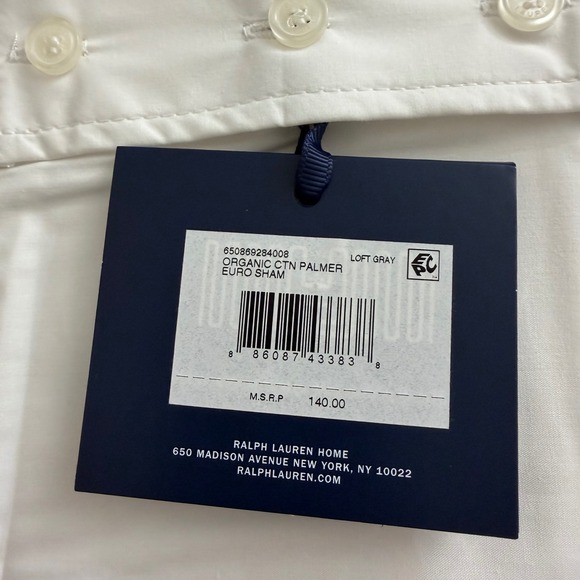 650869284008 LOFT GRAY
ORGANIC CTN PALMER
EURO SHAM
EPC
8 86087 43383 8
M.S.R.P 140.00
RALPH LAUREN HOME
650 MADISON AVENUE NEW YORK, NY 10022
RALPHLAUREN.COM